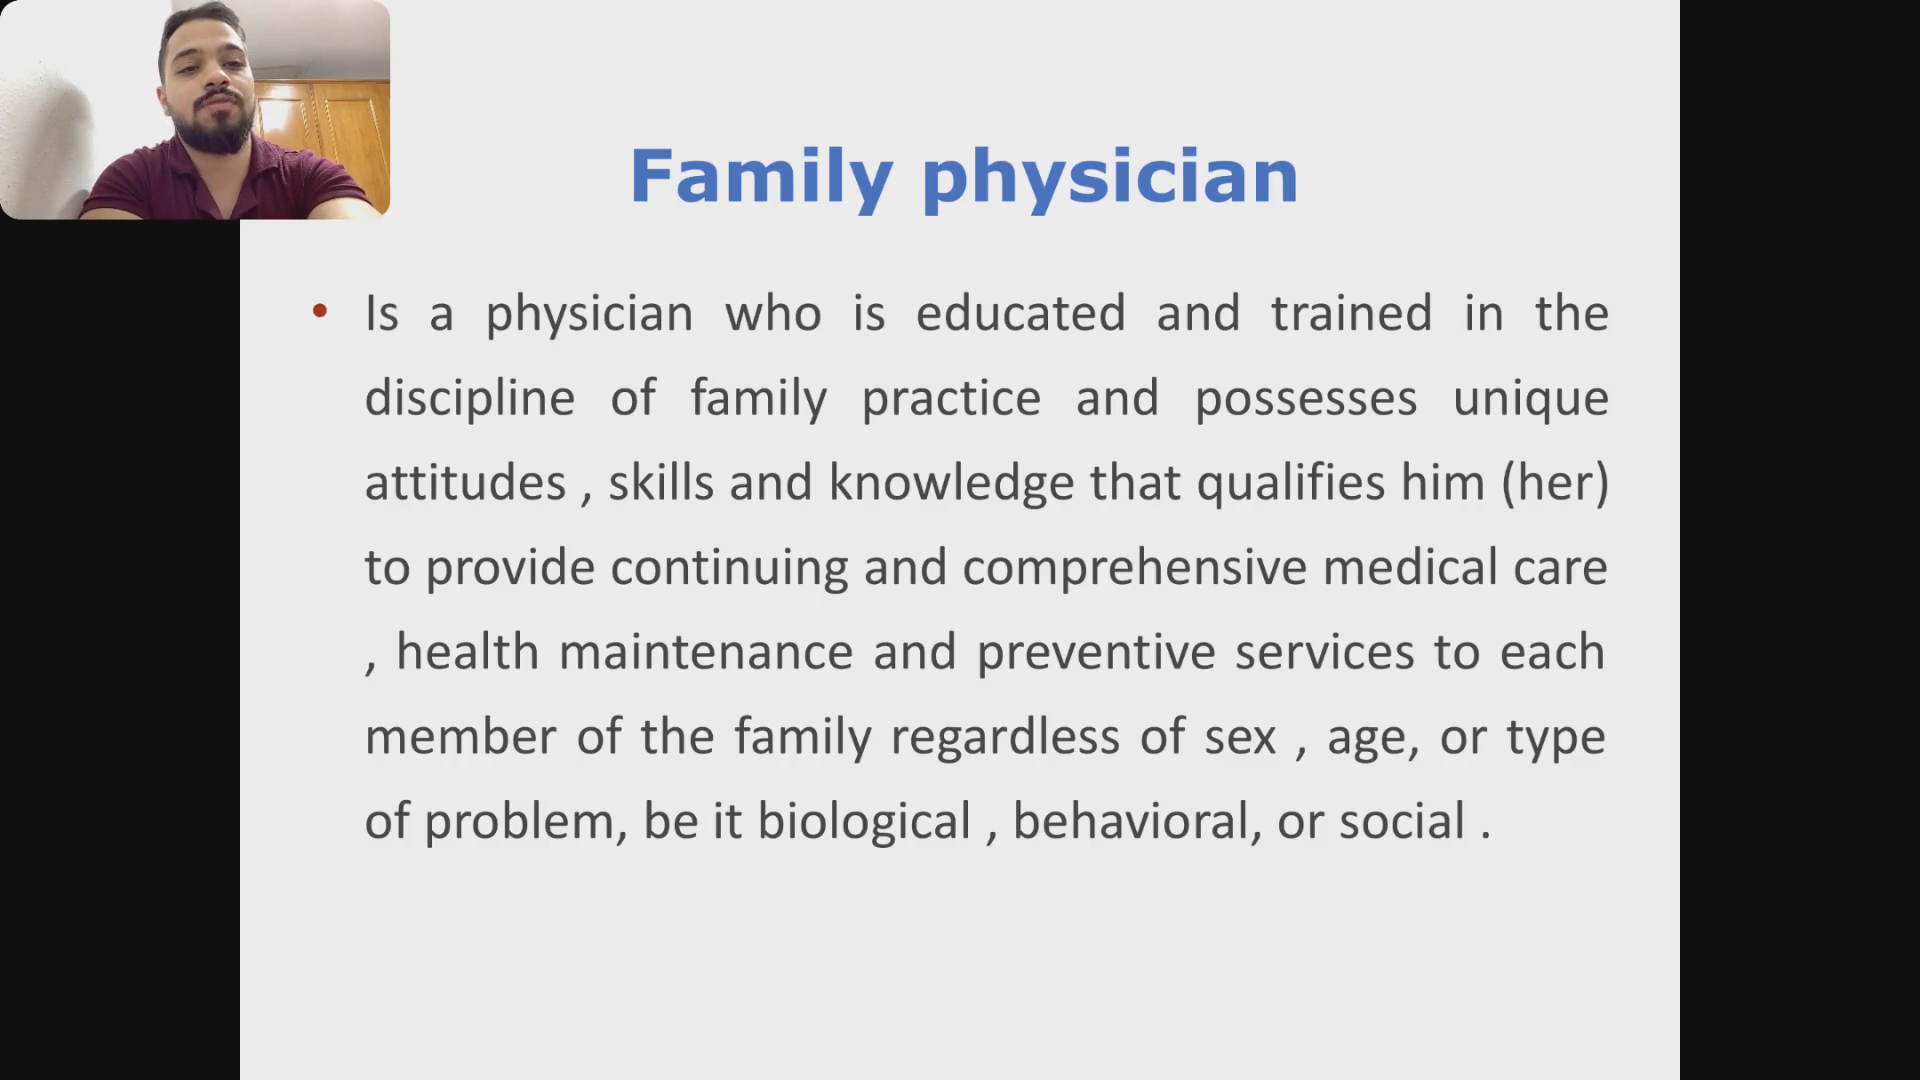 Family physician
• Is a physician who is educated and trained in the
discipline of family practice and possesses unique
attitudes , skills and knowledge that qualifies him (her)
to provide continuing and comprehensive medical care
, health maintenance and preventive services to each
member of the family regardless of sex , age, or type
of problem, be it biological , behavioral, or social .